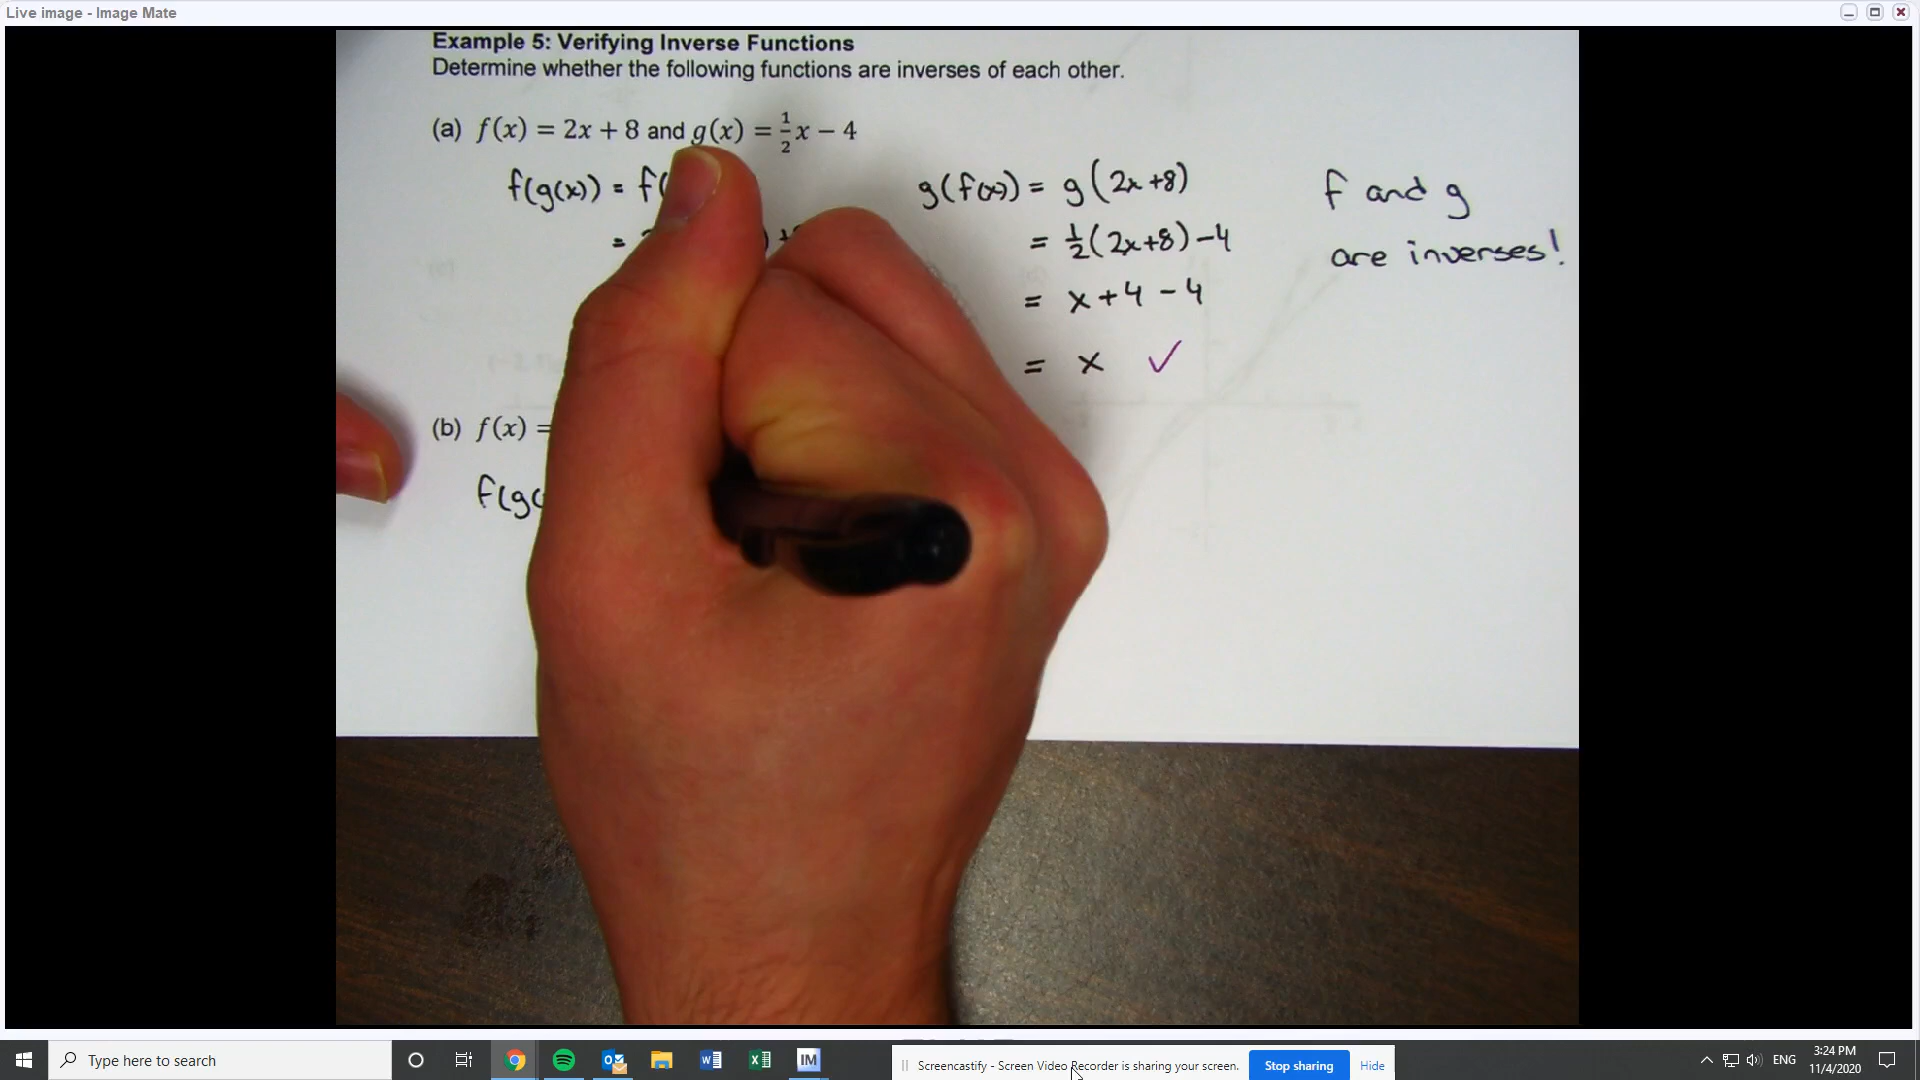 Live image - Image Mate
Example 5: Verifying Inverse Functions
Determine whether the following functions are inverses of each other.
(a) f(x) = 2x + 8 and g(x) = 1/2 x − 4
f(g(x)) = f(
=
g(f(x)) = g(2x+8)
= 1/2(2x+8) -4
= x+4 -4
= x ✓
f and g
are inverses!
(b) f(x) =
f(g(
Type here to search
IM
Screencastify - Screen Video Recorder is sharing your screen.
Stop sharing
Hide
ENG
3:24 PM
11/4/2020